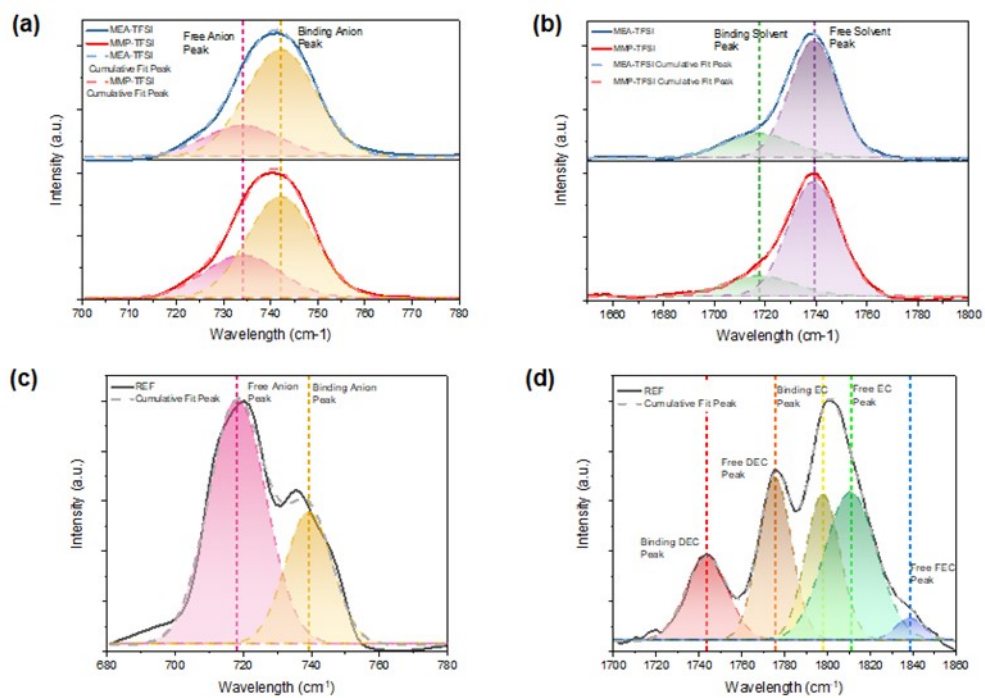 (a)
MEA-TFSI
MMP-TFSI
MEA-TFSI
Cumulative Fit Peak
MMP-TFSI
Cumulative Fit Peak
Free Anion
Peak
Binding Anion
Peak
Intensity (a.u.)
700 710 720 730 740 750 760 770 780
Wavelength (cm-1)
(b)
MEA-TFSI
MMP-TFSI
MEA-TFSI Cumulative Fit Peak
MMP-TFSI Cumulative Fit Peak
Binding Solvent
Peak
Free Solvent
Peak
Intensity (a.u.)
1660 1680 1700 1720 1740 1760 1780 1800
Wavelength (cm-1)
(c)
REF
Cumulative Fit Peak
Free Anion
Peak
Binding Anion
Peak
Intensity (a.u.)
680 700 720 740 760 780
Wavelength (cm⁻¹)
(d)
REF
Cumulative Fit Peak
Binding EC
Peak
Free EC
Peak
Free DEC
Peak
Binding DEC
Peak
Free FEC
Peak
Intensity (a.u.)
1700 1720 1740 1760 1780 1800 1820 1840 1860
Wavelength (cm⁻¹)